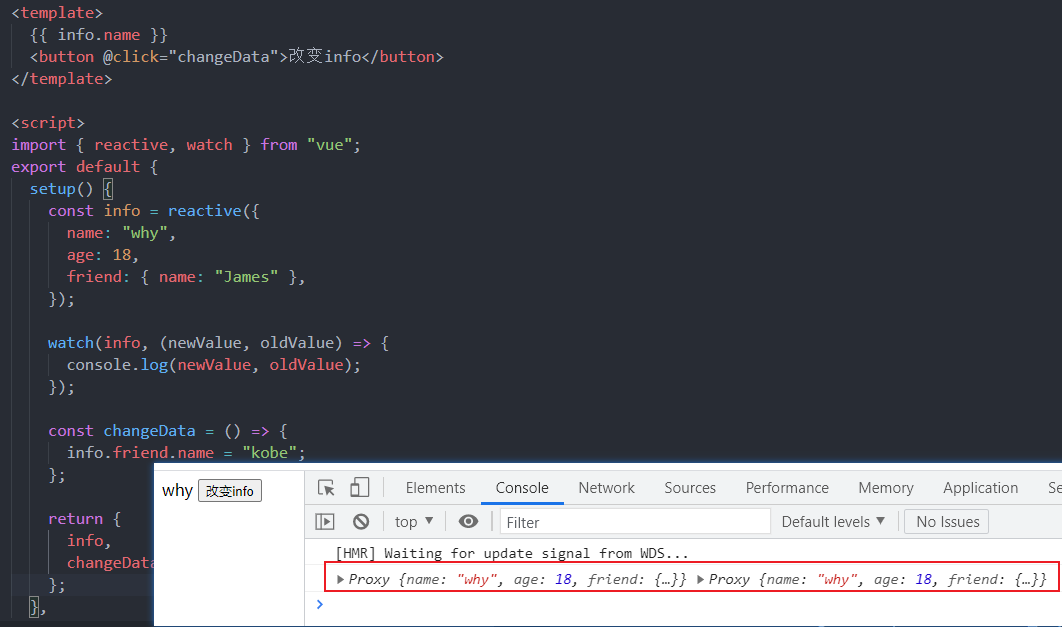 <template>
{{ info.name }}
<button @click="changeData">改变info</button>
</template>
<script>
import { reactive, watch } from "vue";
export default {
setup() {
const info = reactive({
name: "why",
age: 18,
friend: { name: "James" },
});
watch(info, (newValue, oldValue) => {
console.log(newValue, oldValue);
});
const changeData = () => {
info.friend.name = "kobe";
};
return {
info,
changeData
};
},
why 改变info
Elements Console Network Sources Performance Memory Application Se
top ▼ Filter Default levels ▼ No Issues
[HMR] Waiting for update signal from WDS...
▶Proxy {name: "why", age: 18, friend: {…}} ▶Proxy {name: "why", age: 18, friend: {…}}
>